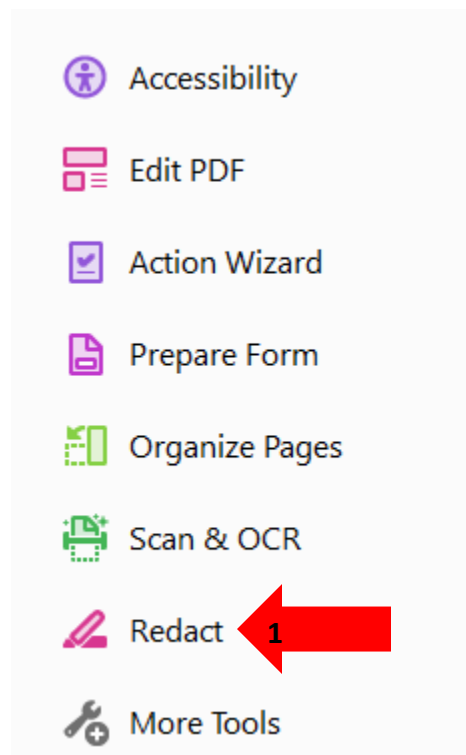 Accessibility
Edit PDF
Action Wizard
Prepare Form
Organize Pages
Scan & OCR
Redact 1
More Tools